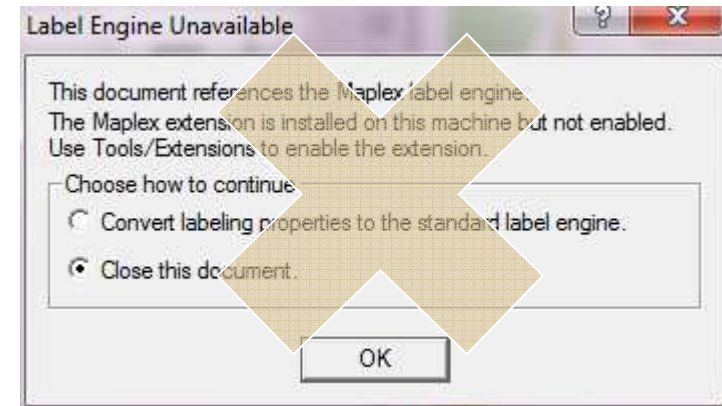 Label Engine Unavailable
This document references the Maplex label engine.
The Maplex extension is installed on this machine but not enabled.
Use Tools/Extensions to enable the extension.
Choose how to continue
Convert labeling properties to the standard label engine.
Close this document.
OK